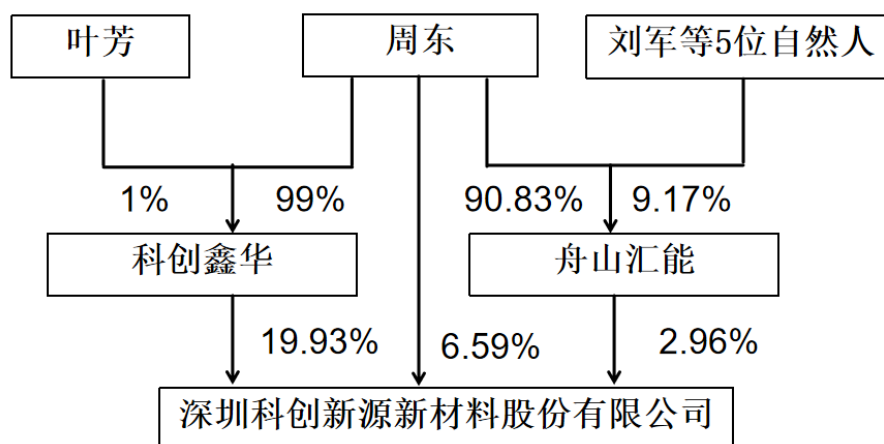 叶芳
周东
刘军等5位自然人
1%
99%
90.83%
9.17%
科创鑫华
舟山汇能
19.93%
6.59%
2.96%
深圳科创新源新材料股份有限公司